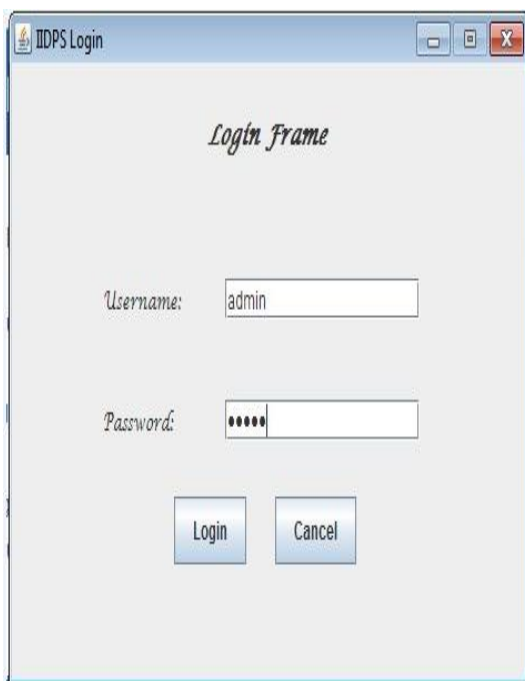 IIDPS Login
Login Frame
Username: admin
Password: •••••
Login Cancel